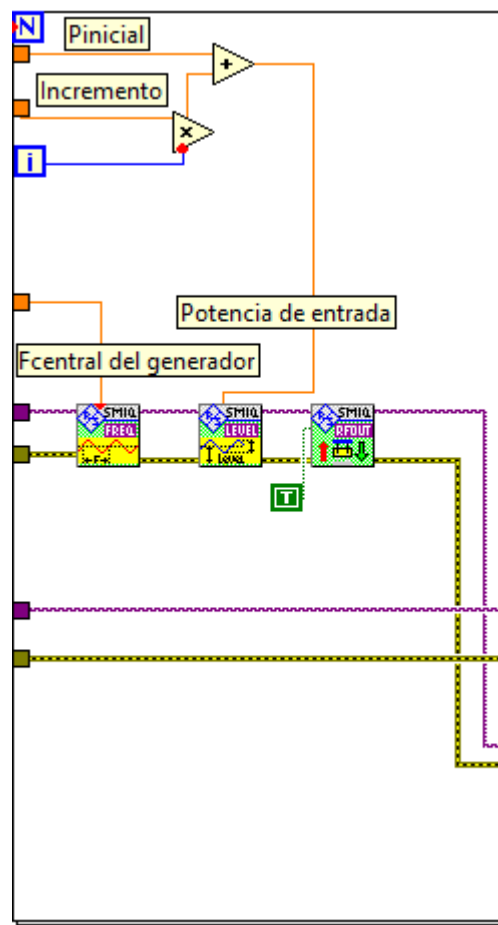 N
Pinicial
+
Incremento
x
i
Potencia de entrada
Fcentral del generador
SMIQ
FREQ
F
SMIQ
LEVEL
Level
SMIQ
RFOUT
T